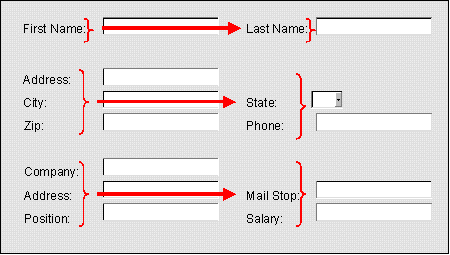 First Name: Last Name:
Address:
City: State:
Zip: Phone:
Company:
Address: Mail Stop:
Position: Salary: